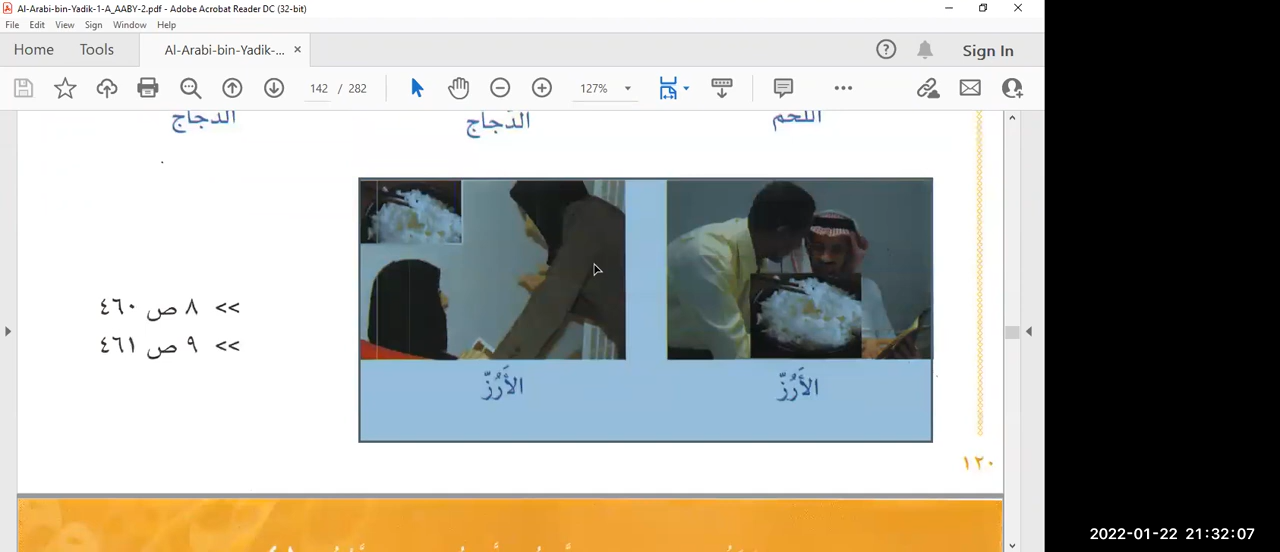 Al-Arabi-bin-Yadik-1-A_AABY-2.pdf - Adobe Acrobat Reader DC (32-bit)
File Edit View Sign Window Help
Home Tools Al-Arabi-bin-Yadik-... × Sign In
142 / 282 127%
اللحم الدَّجاج الدجاج
<< ٨ ص ٤٦٠
<< ٩ ص ٤٦١
الأَرُزّ الأَرُزّ
١٢٠
2022-01-22 21:32:07